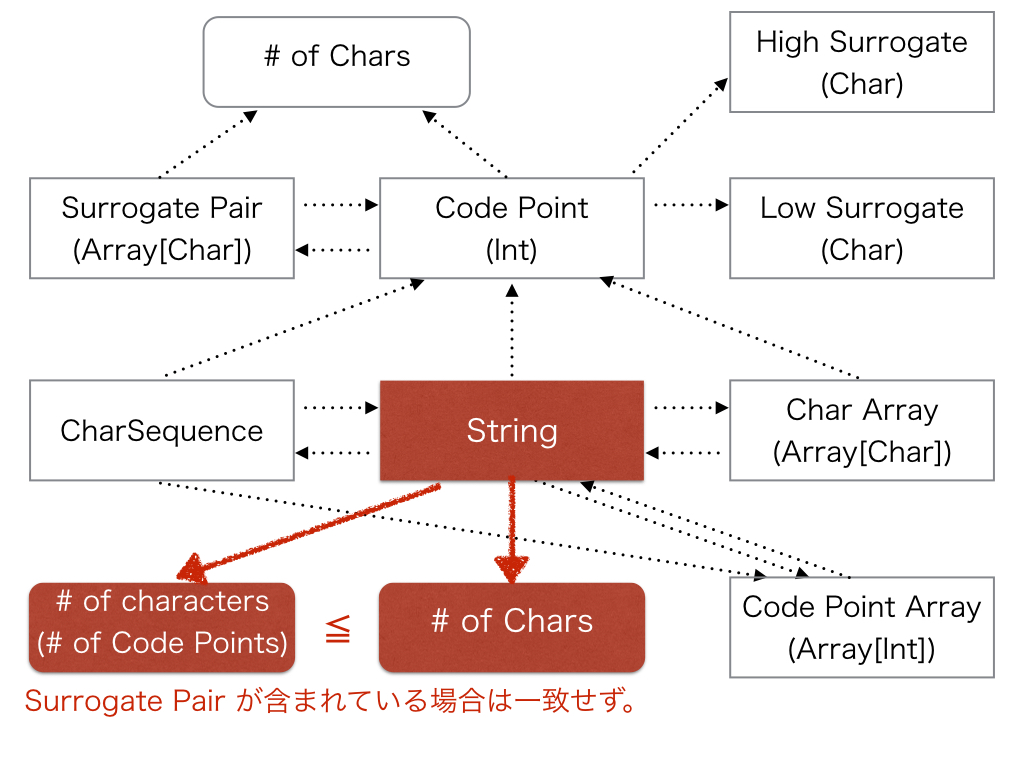 # of Chars
High Surrogate
(Char)
Surrogate Pair
(Array[Char])
Code Point
(Int)
Low Surrogate
(Char)
CharSequence
String
Char Array
(Array[Char])
# of characters
(# of Code Points)
≦
# of Chars
Code Point Array
(Array[Int])
Surrogate Pair が含まれている場合は一致せず。